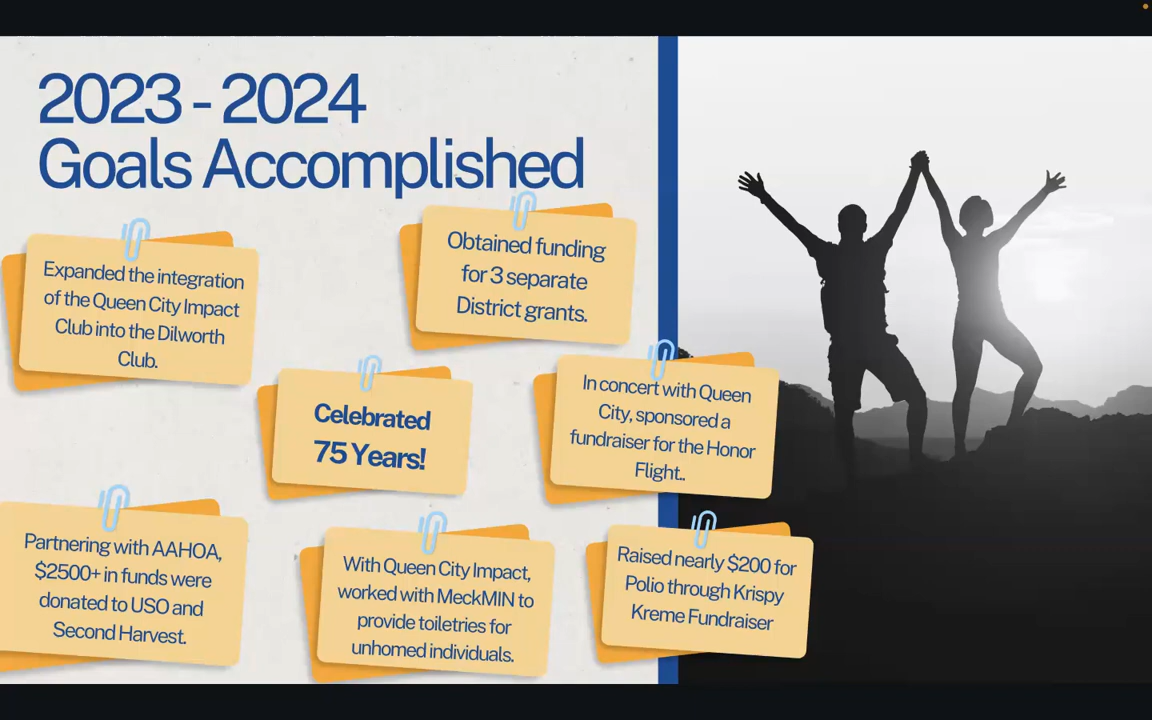 2023 - 2024
Goals Accomplished
Expanded the integration
of the Queen City Impact
Club into the Dilworth
Club.
Obtained funding
for 3 separate
District grants.
Celebrated
75 Years!
In concert with Queen
City, sponsored a
fundraiser for the Honor
Flight..
Partnering with AAHOA,
$2500+ in funds were
donated to USO and
Second Harvest.
With Queen City Impact,
worked with MeckMIN to
provide toiletries for
unhomed individuals.
Raised nearly $200 for
Polio through Krispy
Kreme Fundraiser